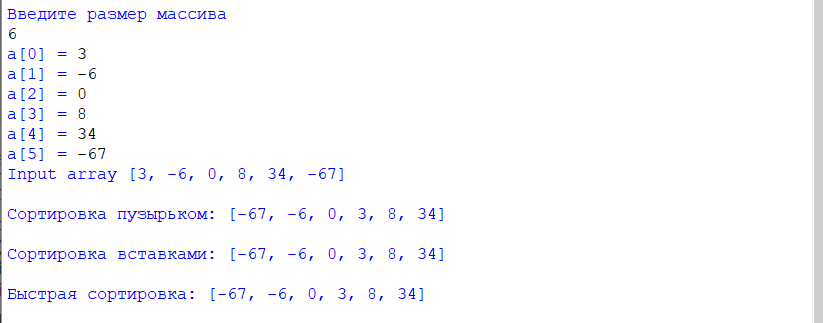 Введите размер массива
6
a[0] = 3
a[1] = -6
a[2] = 0
a[3] = 8
a[4] = 34
a[5] = -67
Input array [3, -6, 0, 8, 34, -67]
Сортировка пузырьком: [-67, -6, 0, 3, 8, 34]
Сортировка вставками: [-67, -6, 0, 3, 8, 34]
Быстрая сортировка: [-67, -6, 0, 3, 8, 34]